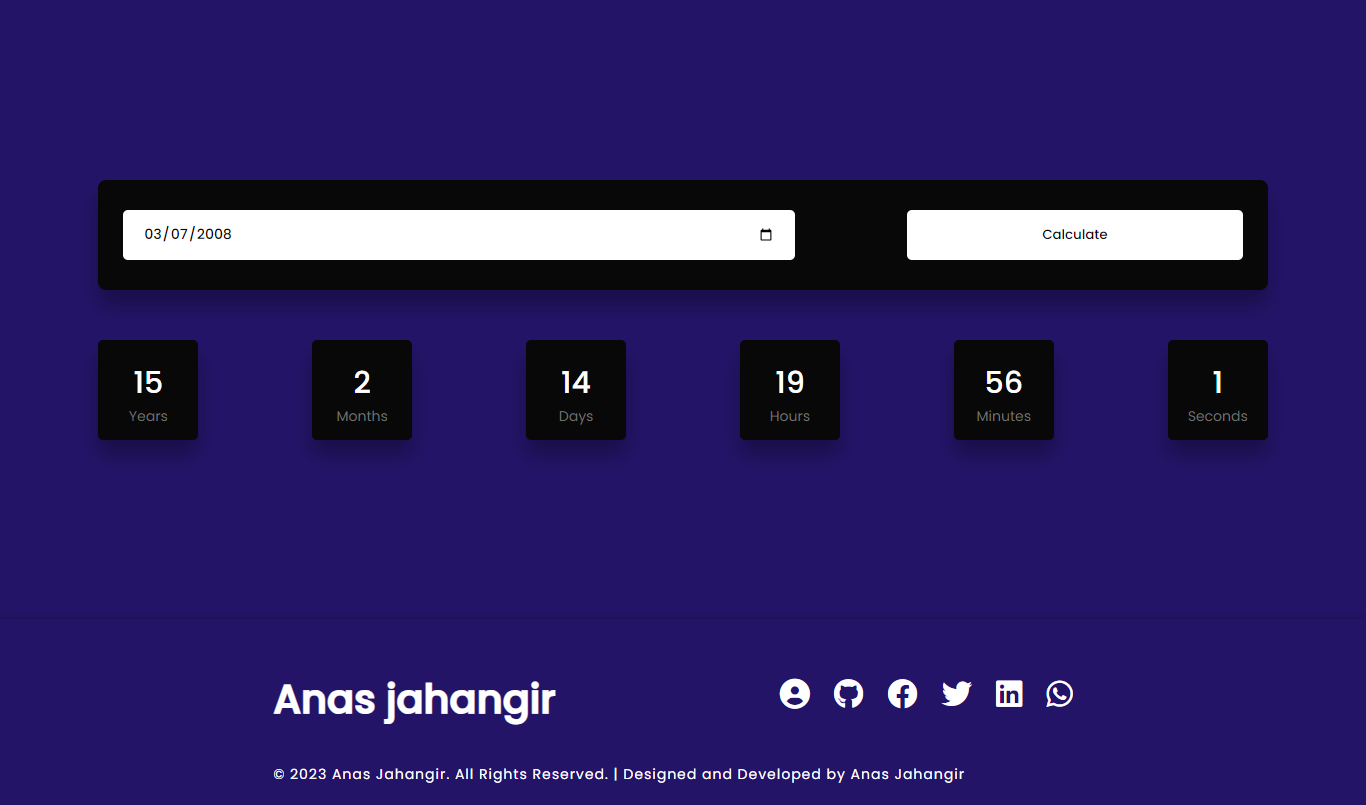 03/07/2008
Calculate
15 2 14 19 56 1
Years Months Days Hours Minutes Seconds
Anas jahangir
© 2023 Anas Jahangir. All Rights Reserved. | Designed and Developed by Anas Jahangir